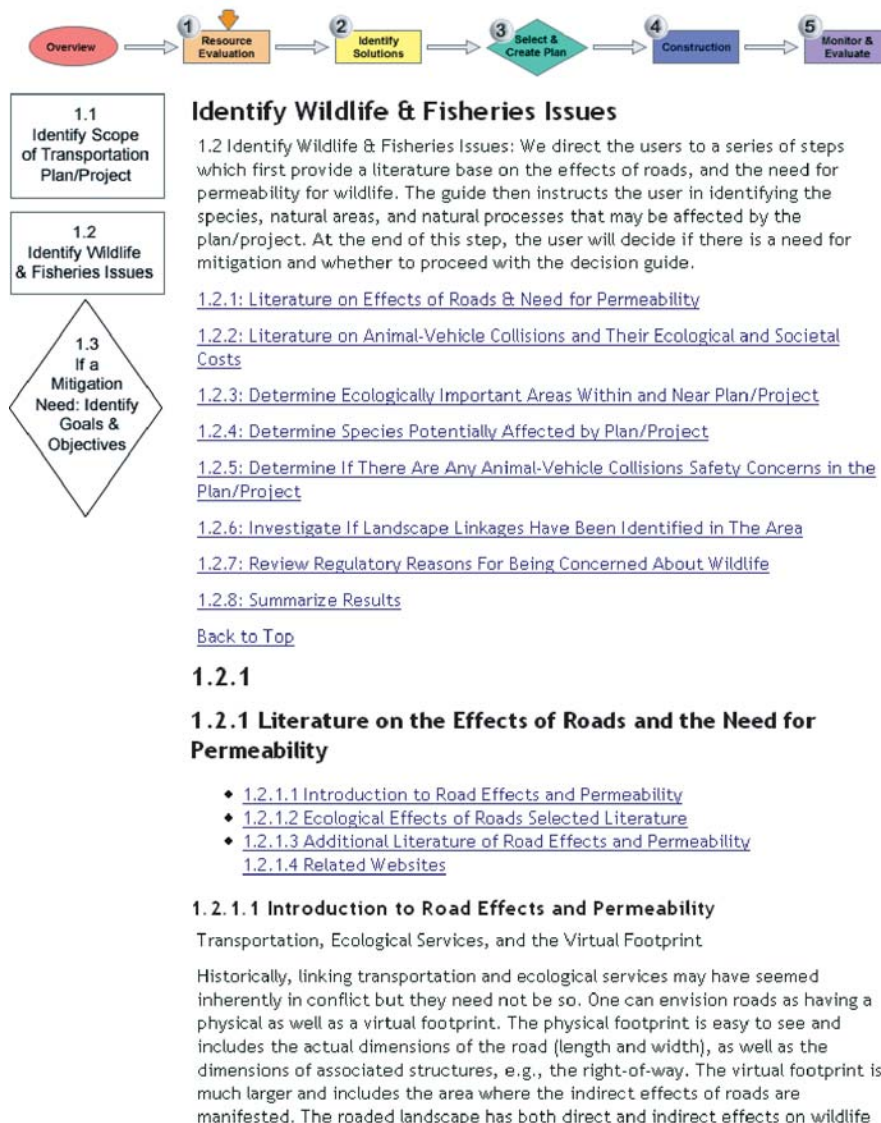 1
2
3
4
5
Overview
Resource
Evaluation
Identify
Solutions
Select &
Create Plan
Construction
Monitor &
Evaluate
1.1
Identify Scope
of Transportation
Plan/Project
1.2
Identify Wildlife
& Fisheries Issues
1.3
If a
Mitigation
Need: Identify
Goals &
Objectives
Identify Wildlife & Fisheries Issues
1.2 Identify Wildlife & Fisheries Issues: We direct the users to a series of steps
which first provide a literature base on the effects of roads, and the need for
permeability for wildlife. The guide then instructs the user in identifying the
species, natural areas, and natural processes that may be affected by the
plan/project. At the end of this step, the user will decide if there is a need for
mitigation and whether to proceed with the decision guide.
1.2.1: Literature on Effects of Roads & Need for Permeability
1.2.2: Literature on Animal-Vehicle Collisions and Their Ecological and Societal
Costs
1.2.3: Determine Ecologically Important Areas Within and Near Plan/Project
1.2.4: Determine Species Potentially Affected by Plan/Project
1.2.5: Determine If There Are Any Animal-Vehicle Collisions Safety Concerns in the
Plan/Project
1.2.6: Investigate If Landscape Linkages Have Been Identified in The Area
1.2.7: Review Regulatory Reasons For Being Concerned About Wildlife
1.2.8: Summarize Results
Back to Top
1.2.1
1.2.1 Literature on the Effects of Roads and the Need for
Permeability
◆ 1.2.1.1 Introduction to Road Effects and Permeability
◆ 1.2.1.2 Ecological Effects of Roads Selected Literature
◆ 1.2.1.3 Additional Literature of Road Effects and Permeability
1.2.1.4 Related Websites
1.2.1.1 Introduction to Road Effects and Permeability
Transportation, Ecological Services, and the Virtual Footprint
Historically, linking transportation and ecological services may have seemed
inherently in conflict but they need not be so. One can envision roads as having a
physical as well as a virtual footprint. The physical footprint is easy to see and
includes the actual dimensions of the road (length and width), as well as the
dimensions of associated structures, e.g., the right-of-way. The virtual footprint is
much larger and includes the area where the indirect effects of roads are
manifested. The roaded landscape has both direct and indirect effects on wildlife